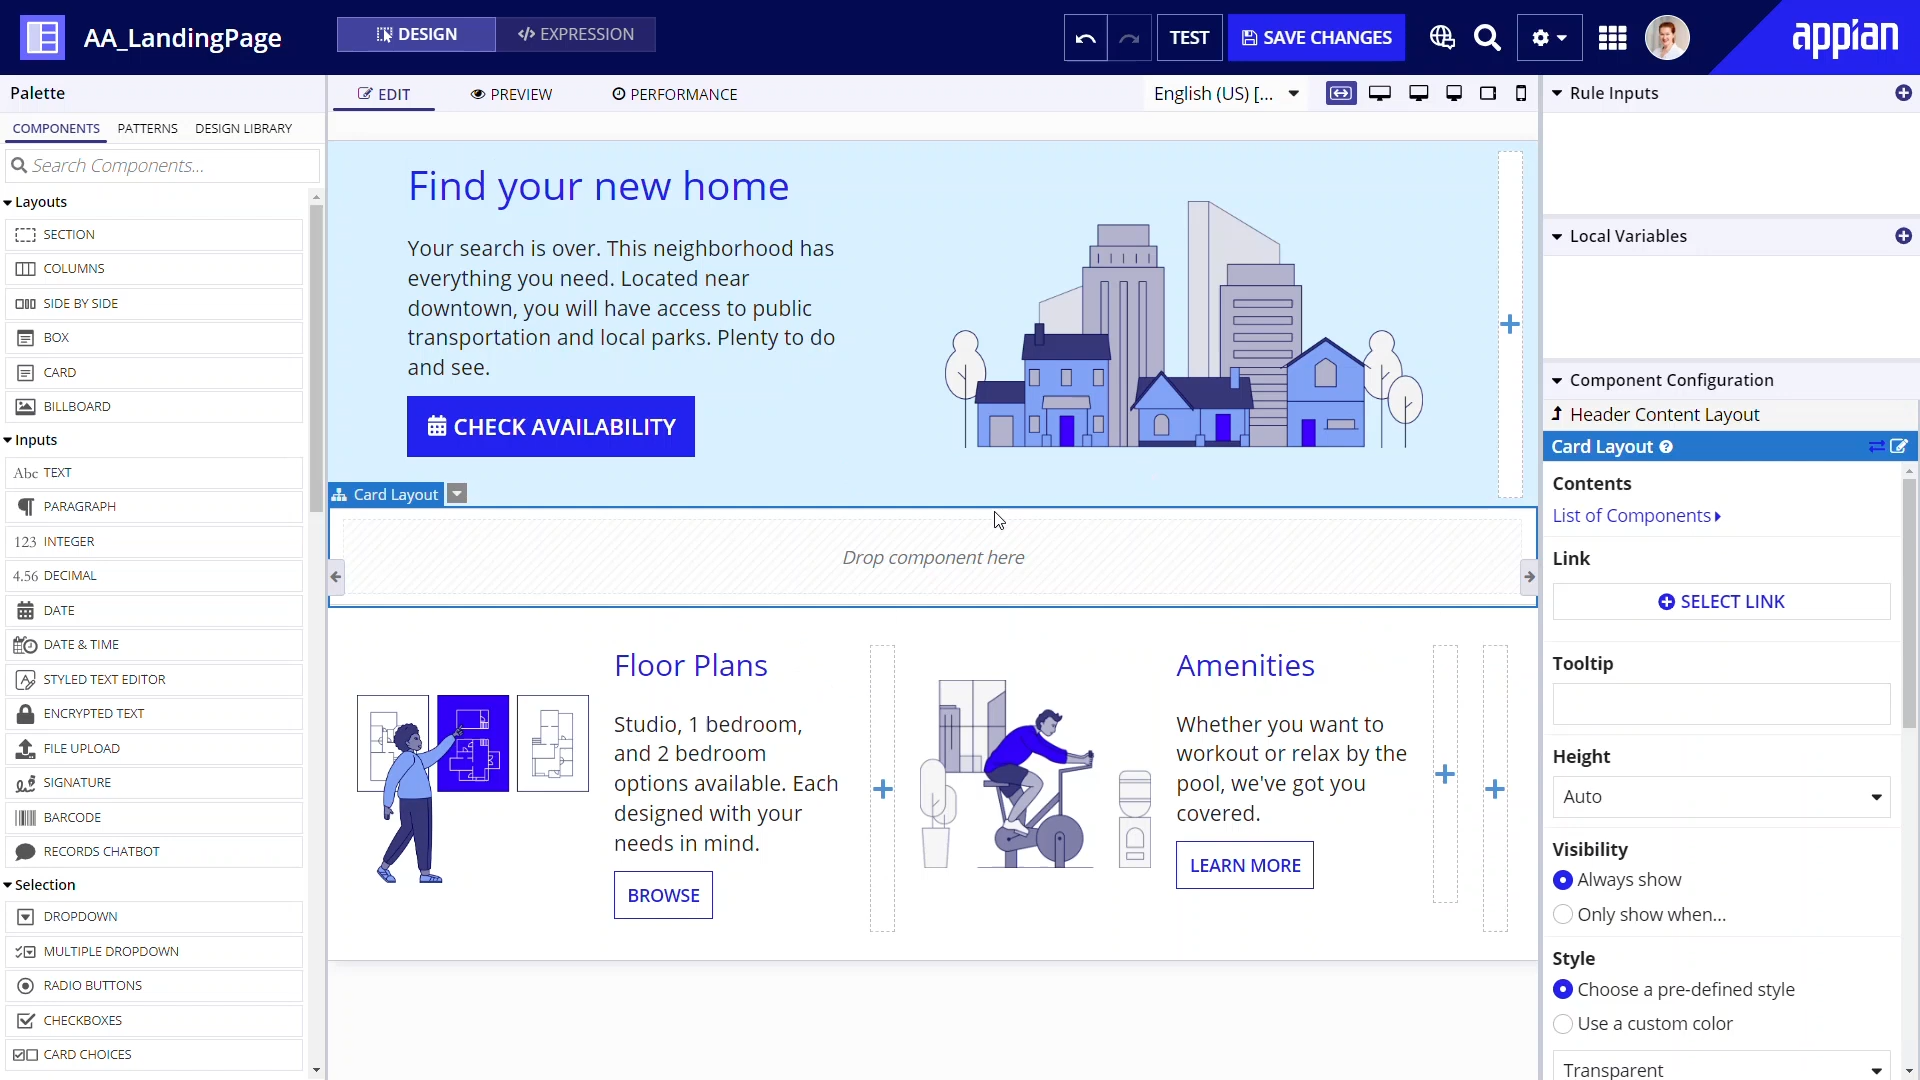 AA_LandingPage
DESIGN
EXPRESSION
TEST
SAVE CHANGES
appian
Palette
COMPONENTS
PATTERNS
DESIGN LIBRARY
Search Components...
Layouts
SECTION
COLUMNS
SIDE BY SIDE
BOX
CARD
BILLBOARD
Inputs
Abc TEXT
PARAGRAPH
123 INTEGER
4.56 DECIMAL
DATE
DATE & TIME
STYLED TEXT EDITOR
ENCRYPTED TEXT
FILE UPLOAD
SIGNATURE
BARCODE
RECORDS CHATBOT
Selection
DROPDOWN
MULTIPLE DROPDOWN
RADIO BUTTONS
CHECKBOXES
CARD CHOICES
EDIT
PREVIEW
PERFORMANCE
English (US) [...
Find your new home
Your search is over. This neighborhood has
everything you need. Located near
downtown, you will have access to public
transportation and local parks. Plenty to do
and see.
CHECK AVAILABILITY
Card Layout
Drop component here
Floor Plans
Studio, 1 bedroom,
and 2 bedroom
options available. Each
designed with your
needs in mind.
BROWSE
Amenities
Whether you want to
workout or relax by the
pool, we've got you
covered.
LEARN MORE
Rule Inputs
Local Variables
Component Configuration
Header Content Layout
Card Layout
Contents
List of Components
Link
SELECT LINK
Tooltip
Height
Auto
Visibility
Always show
Only show when...
Style
Choose a pre-defined style
Use a custom color
Transparent